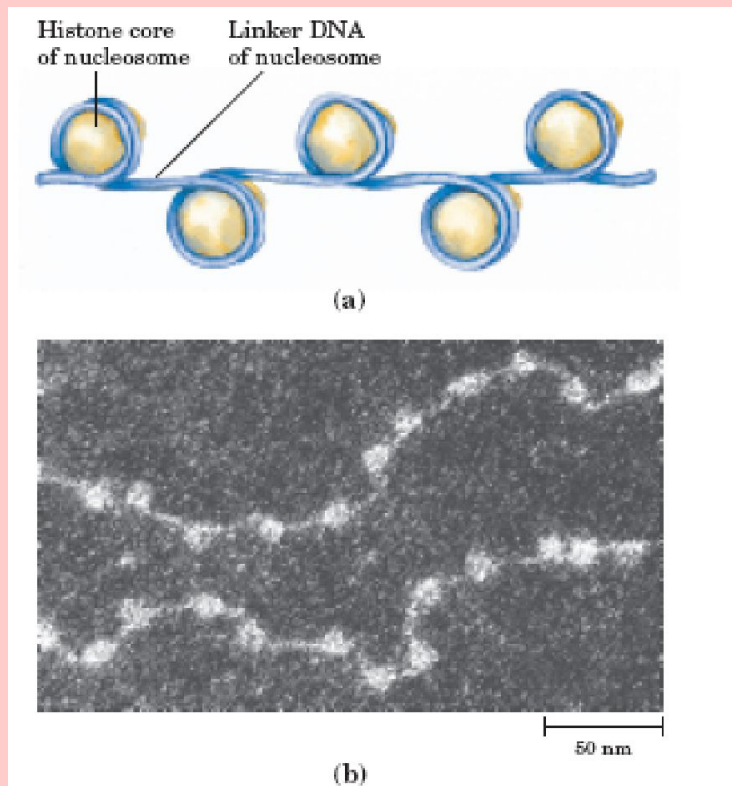 Histone core
of nucleosome
Linker DNA
of nucleosome
(a)
50 nm
(b)